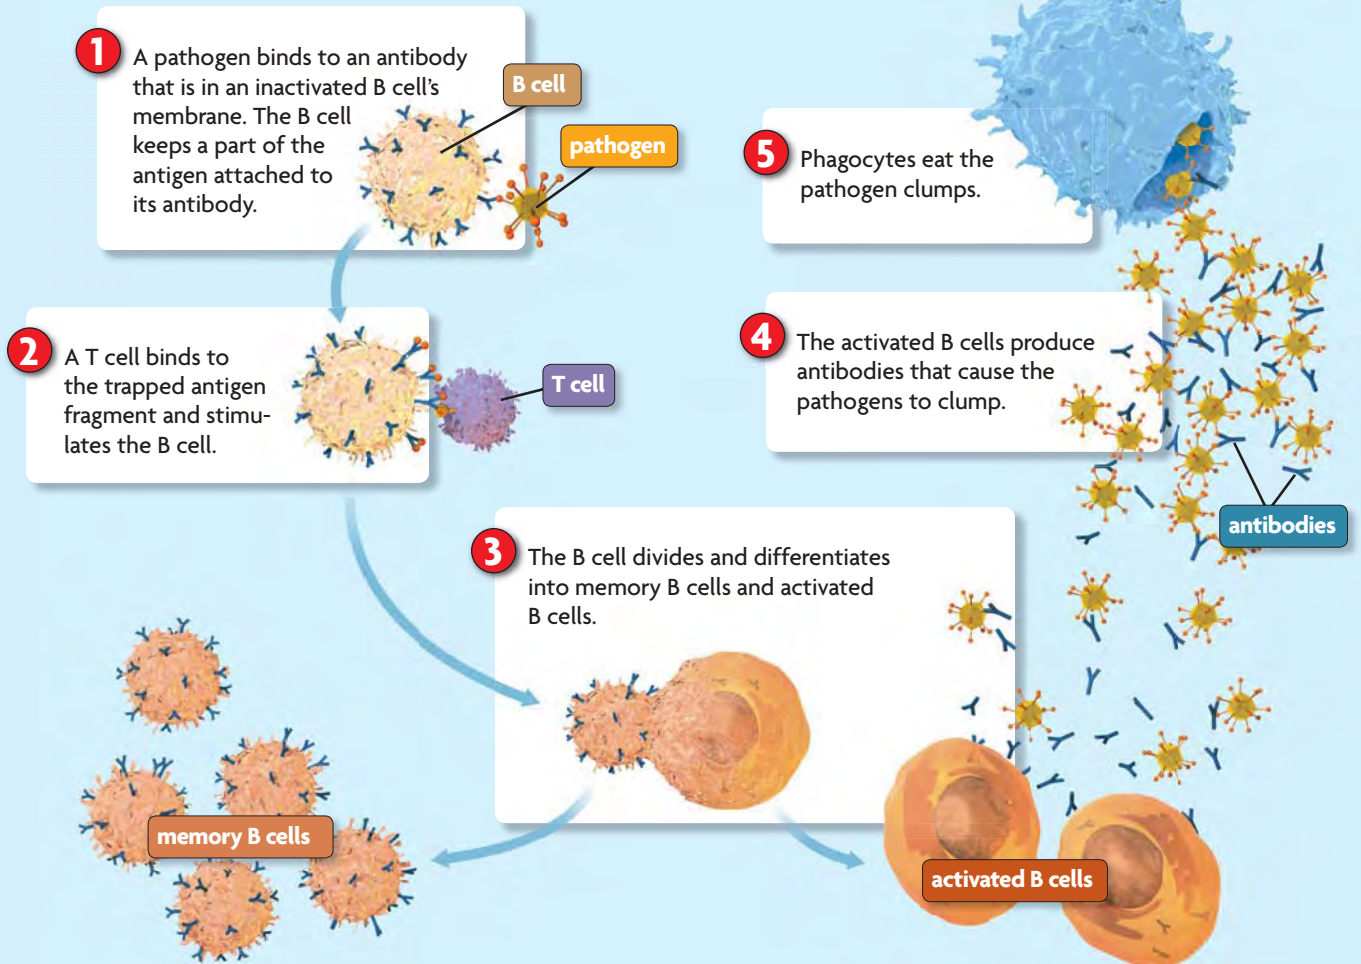 1
A pathogen binds to an antibody
that is in an inactivated B cell's
membrane. The B cell
keeps a part of the
antigen attached to
its antibody.
B cell
pathogen
2
A T cell binds to
the trapped antigen
fragment and stimu-
lates the B cell.
T cell
3
The B cell divides and differentiates
into memory B cells and activated
B cells.
memory B cells
activated B cells
4
The activated B cells produce
antibodies that cause the
pathogens to clump.
antibodies
5
Phagocytes eat the
pathogen clumps.